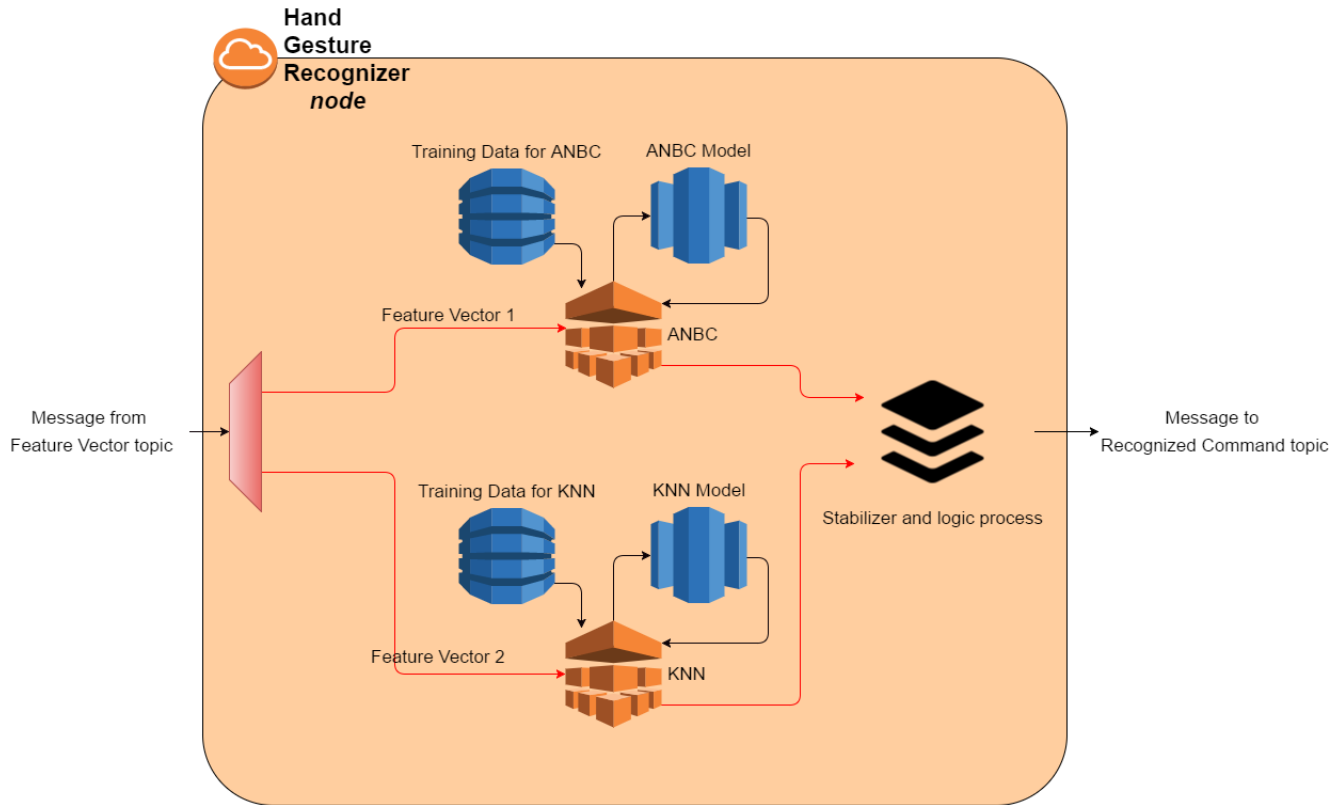 Hand
Gesture
Recognizer
node
Training Data for ANBC
ANBC Model
Feature Vector 1
ANBC
Message from
Feature Vector topic
Message to
Recognized Command topic
Stabilizer and logic process
Training Data for KNN
KNN Model
Feature Vector 2
KNN